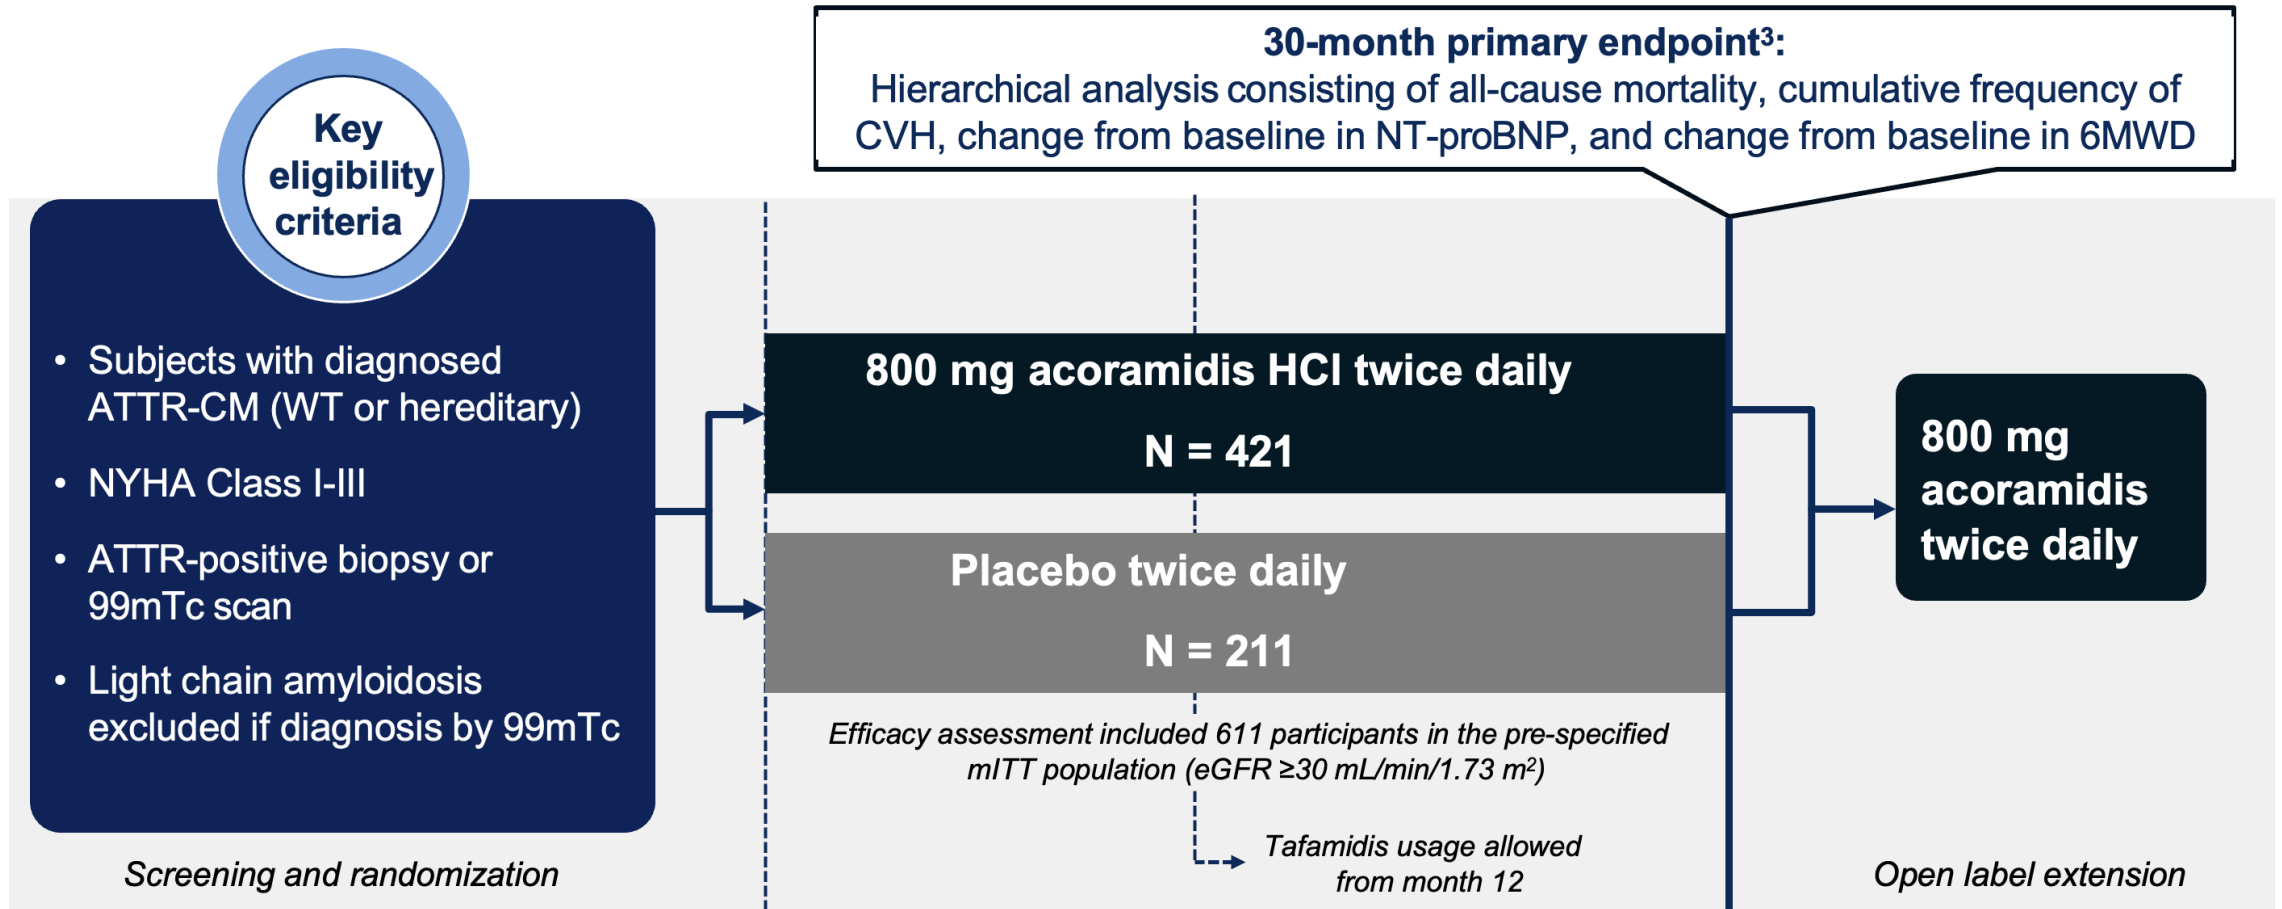 30-month primary endpoint³:
Hierarchical analysis consisting of all-cause mortality, cumulative frequency of
CVH, change from baseline in NT-proBNP, and change from baseline in 6MWD
Key
eligibility
criteria
• Subjects with diagnosed
ATTR-CM (WT or hereditary)
• NYHA Class I-III
• ATTR-positive biopsy or
99mTc scan
• Light chain amyloidosis
excluded if diagnosis by 99mTc
Screening and randomization
800 mg acoramidis HCl twice daily
N = 421
Placebo twice daily
N = 211
Efficacy assessment included 611 participants in the pre-specified
mITT population (eGFR ≥30 mL/min/1.73 m²)
Tafamidis usage allowed
from month 12
800 mg
acoramidis
twice daily
Open label extension